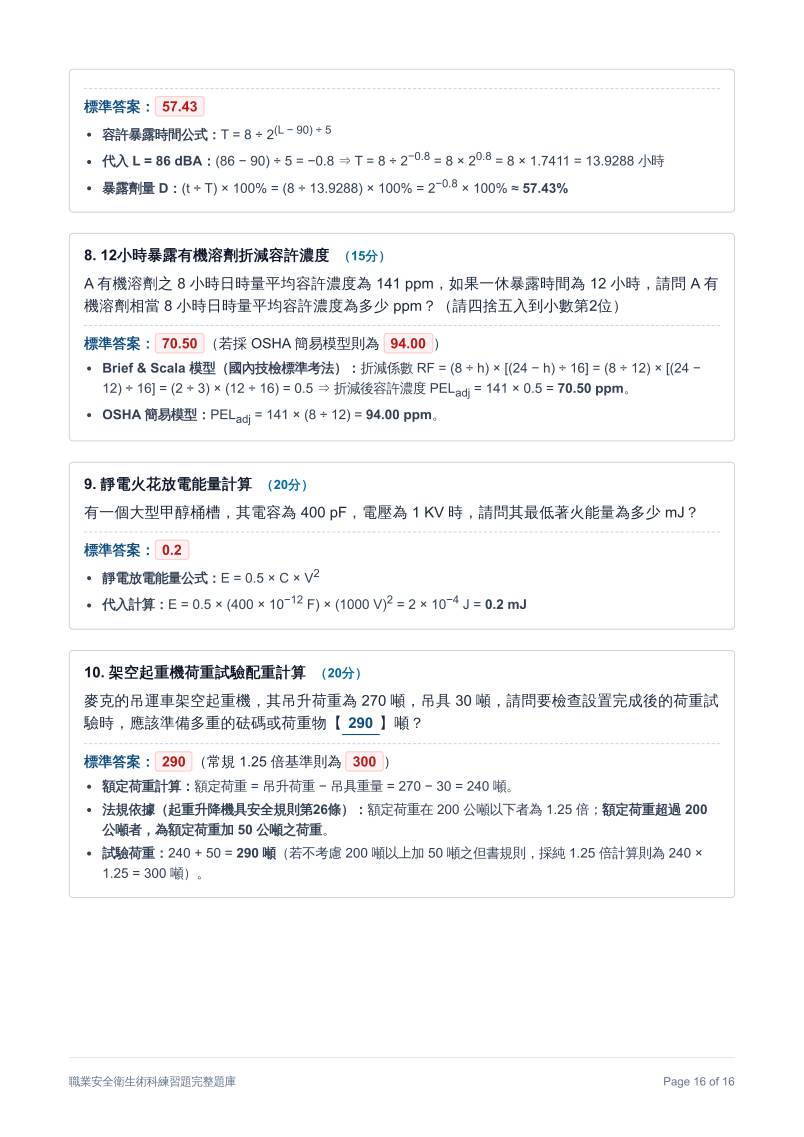 標準答案： 57.43
• 容許暴露時間公式：T = 8 ÷ 2^(L − 90) ÷ 5
• 代入 L = 86 dBA：(86 − 90) ÷ 5 = −0.8 ⇒ T = 8 ÷ 2^−0.8 = 8 × 2^0.8 = 8 × 1.7411 = 13.9288 小時
• 暴露劑量 D：(t ÷ T) × 100% = (8 ÷ 13.9288) × 100% = 2^−0.8 × 100% ≈ 57.43%
8. 12小時暴露有機溶劑折減容許濃度 （15分）
A 有機溶劑之 8 小時日時量平均容許濃度為 141 ppm，如果一休暴露時間為 12 小時，請問 A 有
機溶劑相當 8 小時日時量平均容許濃度為多少 ppm？（請四捨五入到小數第2位）
標準答案： 70.50 （若採 OSHA 簡易模型則為 94.00 ）
• Brief & Scala 模型（國內技檢標準考法）：折減係數 RF = (8 ÷ h) × [(24 − h) ÷ 16] = (8 ÷ 12) × [(24 −
12) ÷ 16] = (2 ÷ 3) × (12 ÷ 16) = 0.5 ⇒ 折減後容許濃度 PELadj = 141 × 0.5 = 70.50 ppm。
• OSHA 簡易模型：PELadj = 141 × (8 ÷ 12) = 94.00 ppm。
9. 靜電火花放電能量計算 （20分）
有一個大型甲醇桶槽，其電容為 400 pF，電壓為 1 KV 時，請問其最低著火能量為多少 mJ？
標準答案： 0.2
• 靜電放電能量公式：E = 0.5 × C × V^2
• 代入計算：E = 0.5 × (400 × 10^−12 F) × (1000 V)^2 = 2 × 10^−4 J = 0.2 mJ
10. 架空起重機荷重試驗配重計算 （20分）
麥克的吊運車架空起重機，其吊升荷重為 270 噸，吊具 30 噸，請問要檢查設置完成後的荷重試
驗時，應該準備多重的砝碼或荷重物【 290 】噸？
標準答案： 290 （常規 1.25 倍基準則為 300 ）
• 額定荷重計算：額定荷重 = 吊升荷重 − 吊具重量 = 270 − 30 = 240 噸。
• 法規依據（起重升降機具安全規則第26條）：額定荷重在 200 公噸以下者為 1.25 倍；額定荷重超過 200
公噸者，為額定荷重加 50 公噸之荷重。
• 試驗荷重：240 + 50 = 290 噸（若不考慮 200 噸以上加 50 噸之但書規則，採純 1.25 倍計算則為 240 ×
1.25 = 300 噸）。
職業安全衛生術科練習題完整題庫
Page 16 of 16